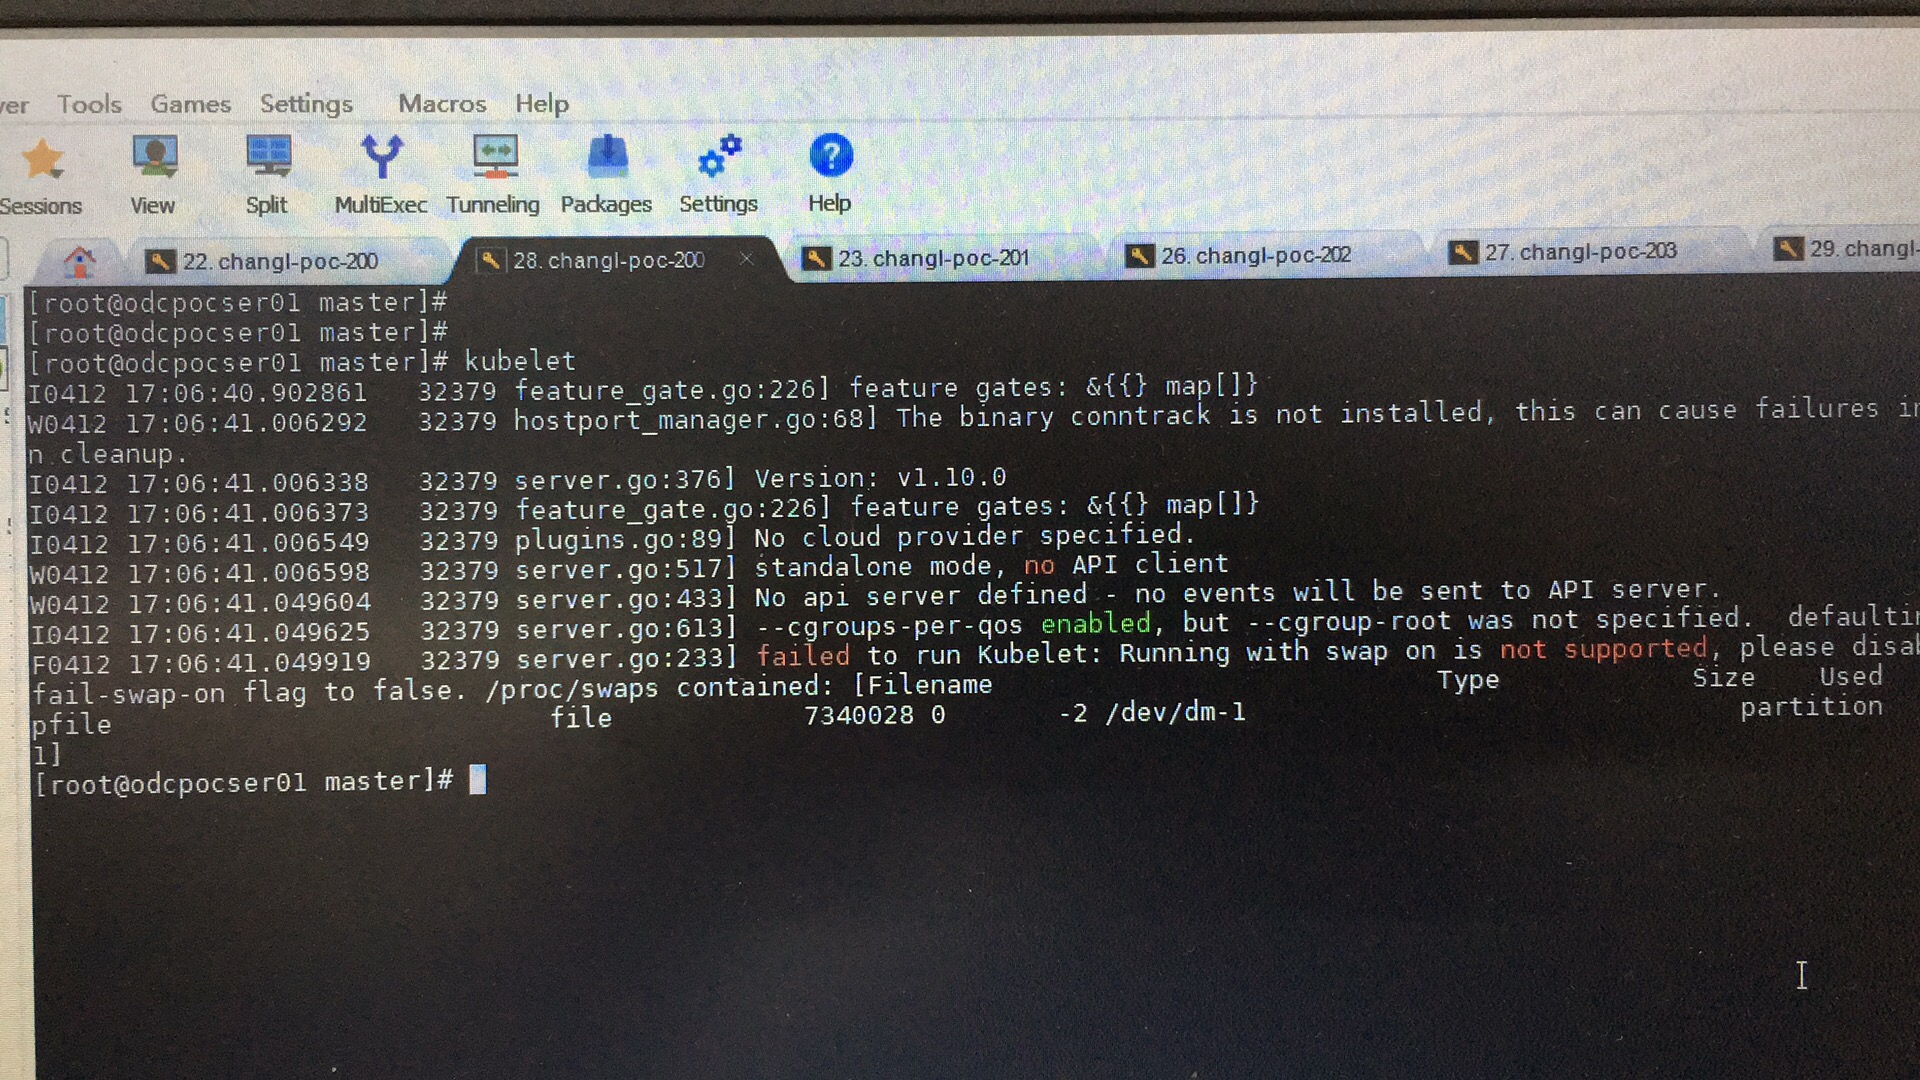 Tools Games Settings Macros Help
Sessions View Split MultiExec Tunneling Packages Settings Help
22. changl-poc-200 28. changl-poc-200 23. changl-poc-201 26. changl-poc-202 27. changl-poc-203 29. changl-
[root@odcpocser01 master]#
[root@odcpocser01 master]#
[root@odcpocser01 master]# kubelet
I0412 17:06:40.902861 32379 feature_gate.go:226] feature gates: &{{} map[]}
W0412 17:06:41.006292 32379 hostport_manager.go:68] The binary conntrack is not installed, this can cause failures in
n cleanup.
I0412 17:06:41.006338 32379 server.go:376] Version: v1.10.0
I0412 17:06:41.006373 32379 feature_gate.go:226] feature gates: &{{} map[]}
I0412 17:06:41.006549 32379 plugins.go:89] No cloud provider specified.
W0412 17:06:41.006598 32379 server.go:517] standalone mode, no API client
W0412 17:06:41.049604 32379 server.go:433] No api server defined - no events will be sent to API server.
I0412 17:06:41.049625 32379 server.go:613] --cgroups-per-qos enabled, but --cgroup-root was not specified. defaultin
F0412 17:06:41.049919 32379 server.go:233] failed to run Kubelet: Running with swap on is not supported, please disab
fail-swap-on flag to false. /proc/swaps contained: [Filename Type Size Used
pfile file 7340028 0 -2 /dev/dm-1 partition
1]
[root@odcpocser01 master]#